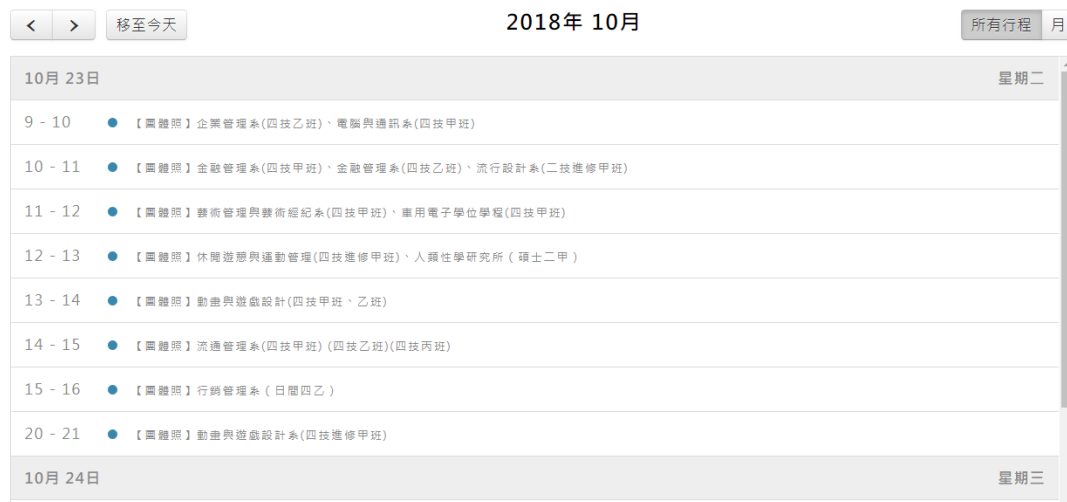 移至今天
2018年 10月
所有行程 月
10月 23日 星期二
9 - 10 【團體照】企業管理系(四技乙班)、電腦與通訊系(四技甲班)
10 - 11 【團體照】金融管理系(四技甲班)、金融管理系(四技乙班)、流行設計系(二技進修甲班)
11 - 12 【團體照】藝術管理與藝術經紀系(四技甲班)、車用電子學位學程(四技甲班)
12 - 13 【團體照】休閒遊憩與運動管理(四技進修甲班)、人類性學研究所 ( 碩士二甲 )
13 - 14 【團體照】動畫與遊戲設計(四技甲班、乙班)
14 - 15 【團體照】流通管理系(四技甲班) (四技乙班)(四技丙班)
15 - 16 【團體照】行銷管理系 ( 日間四乙 )
20 - 21 【團體照】動畫與遊戲設計系(四技進修甲班)
10月 24日 星期三